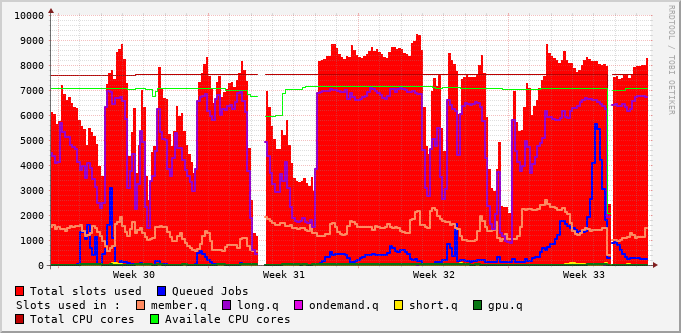 10000
9000
8000
7000
6000
5000
4000
3000
2000
1000
0
Week 30 Week 31 Week 32 Week 33
RRDTOOL / TOBI OETIKER
Total slots used Queued Jobs
Slots used in : member.q long.q ondemand.q short.q gpu.q
Total CPU cores Availale CPU cores